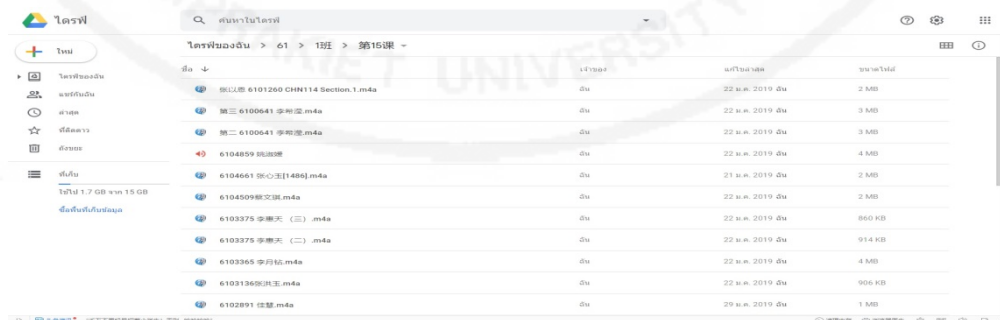 ไดรฟ์
ค้นหาในไดรฟ์
ไดรฟ์ของฉัน > 61 > 1班 > 第15课
ใหม่
ไดรฟ์ของฉัน
แชร์กับฉัน
ล่าสุด
ที่ติดดาว
ถังขยะ
ที่เก็บ
ใช้ไป 1.7 GB จาก 15 GB
ซื้อพื้นที่เก็บข้อมูล
ชื่อ เจ้าของ แก้ไขล่าสุด ขนาดไฟล์
张以恩 6101260 CHN114 Section.1.m4a ฉัน 22 ม.ค. 2019 ฉัน 2 MB
第三 6100641 李希滢.m4a ฉัน 22 ม.ค. 2019 ฉัน 3 MB
第二 6100641 李希滢.m4a ฉัน 22 ม.ค. 2019 ฉัน 3 MB
6104859 姚淑媛 ฉัน 22 ม.ค. 2019 ฉัน 4 MB
6104661 张心玉[1486].m4a ฉัน 21 ม.ค. 2019 ฉัน 2 MB
6104509蔡文琪.m4a ฉัน 22 ม.ค. 2019 ฉัน 2 MB
6103375 李惠天 （三）.m4a ฉัน 22 ม.ค. 2019 ฉัน 860 KB
6103375 李惠天 （二）.m4a ฉัน 22 ม.ค. 2019 ฉัน 914 KB
6103365 李月.m4a ฉัน 22 ม.ค. 2019 ฉัน 4 MB
6103136张洪玉.m4a ฉัน 22 ม.ค. 2019 ฉัน 906 KB
6102891 佳慧.m4a ฉัน 29 ม.ค. 2019 ฉัน 1 MB
UNIVERSITY